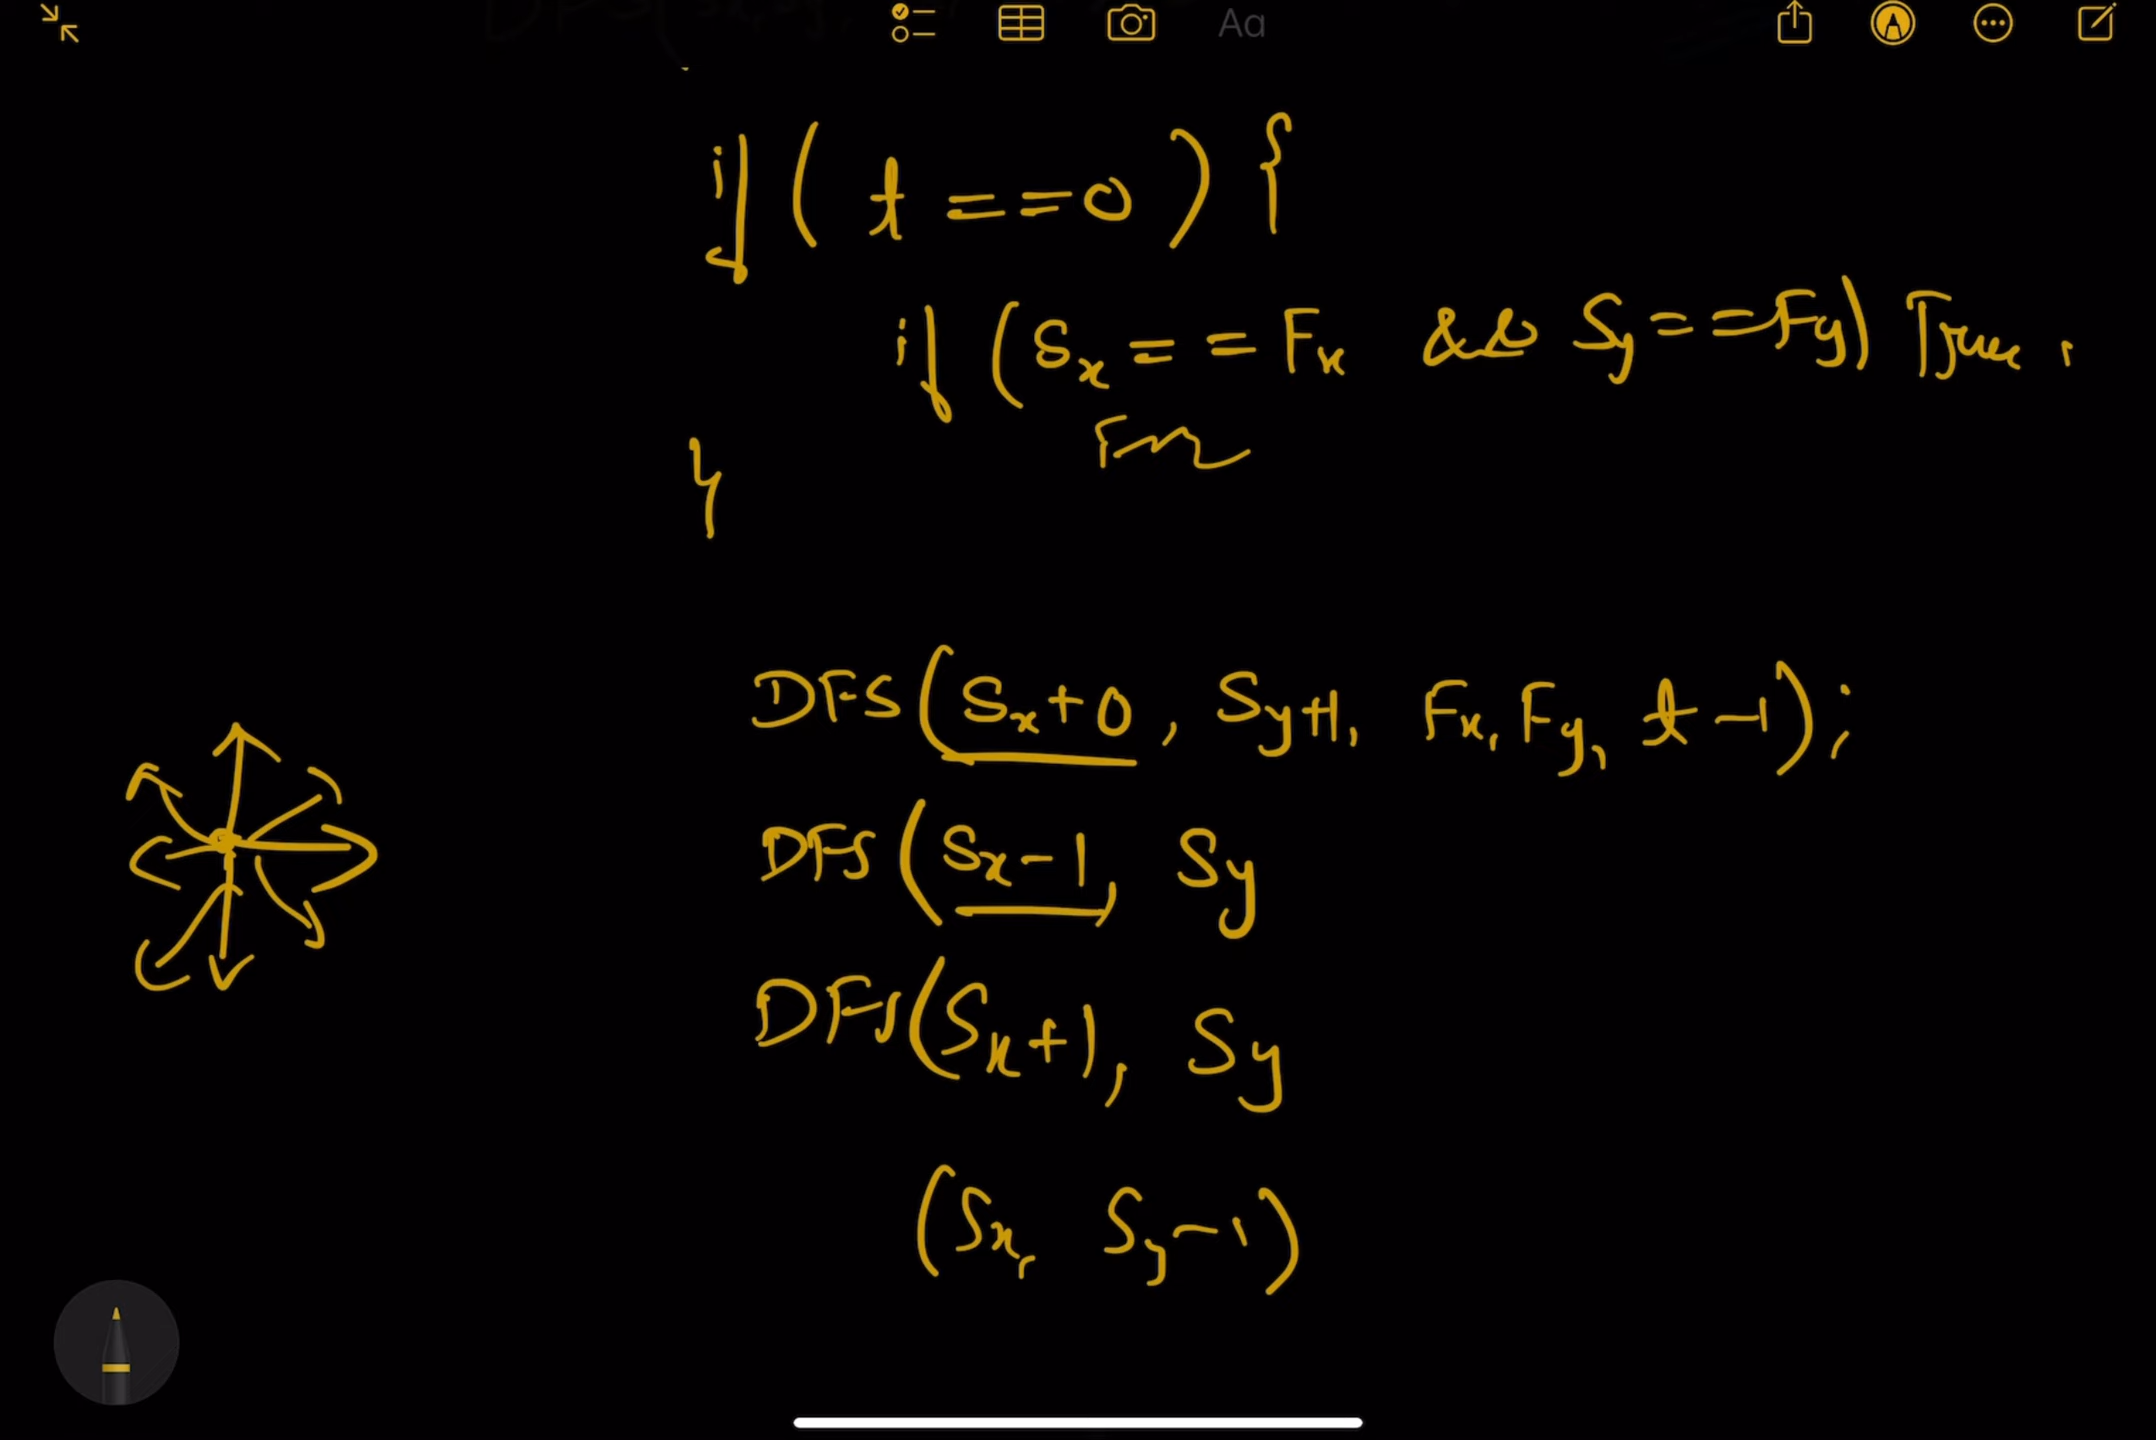 Aa
if ( t ==0 ) {
if (Sx == Fx && Sy ==Fy) True ,
}
DFS(Sx+0, Sy+1, Fx, Fy, t-1);
DFS(Sx-1, Sy
DFS(Sx+1, Sy
(Sx, Sy-1)